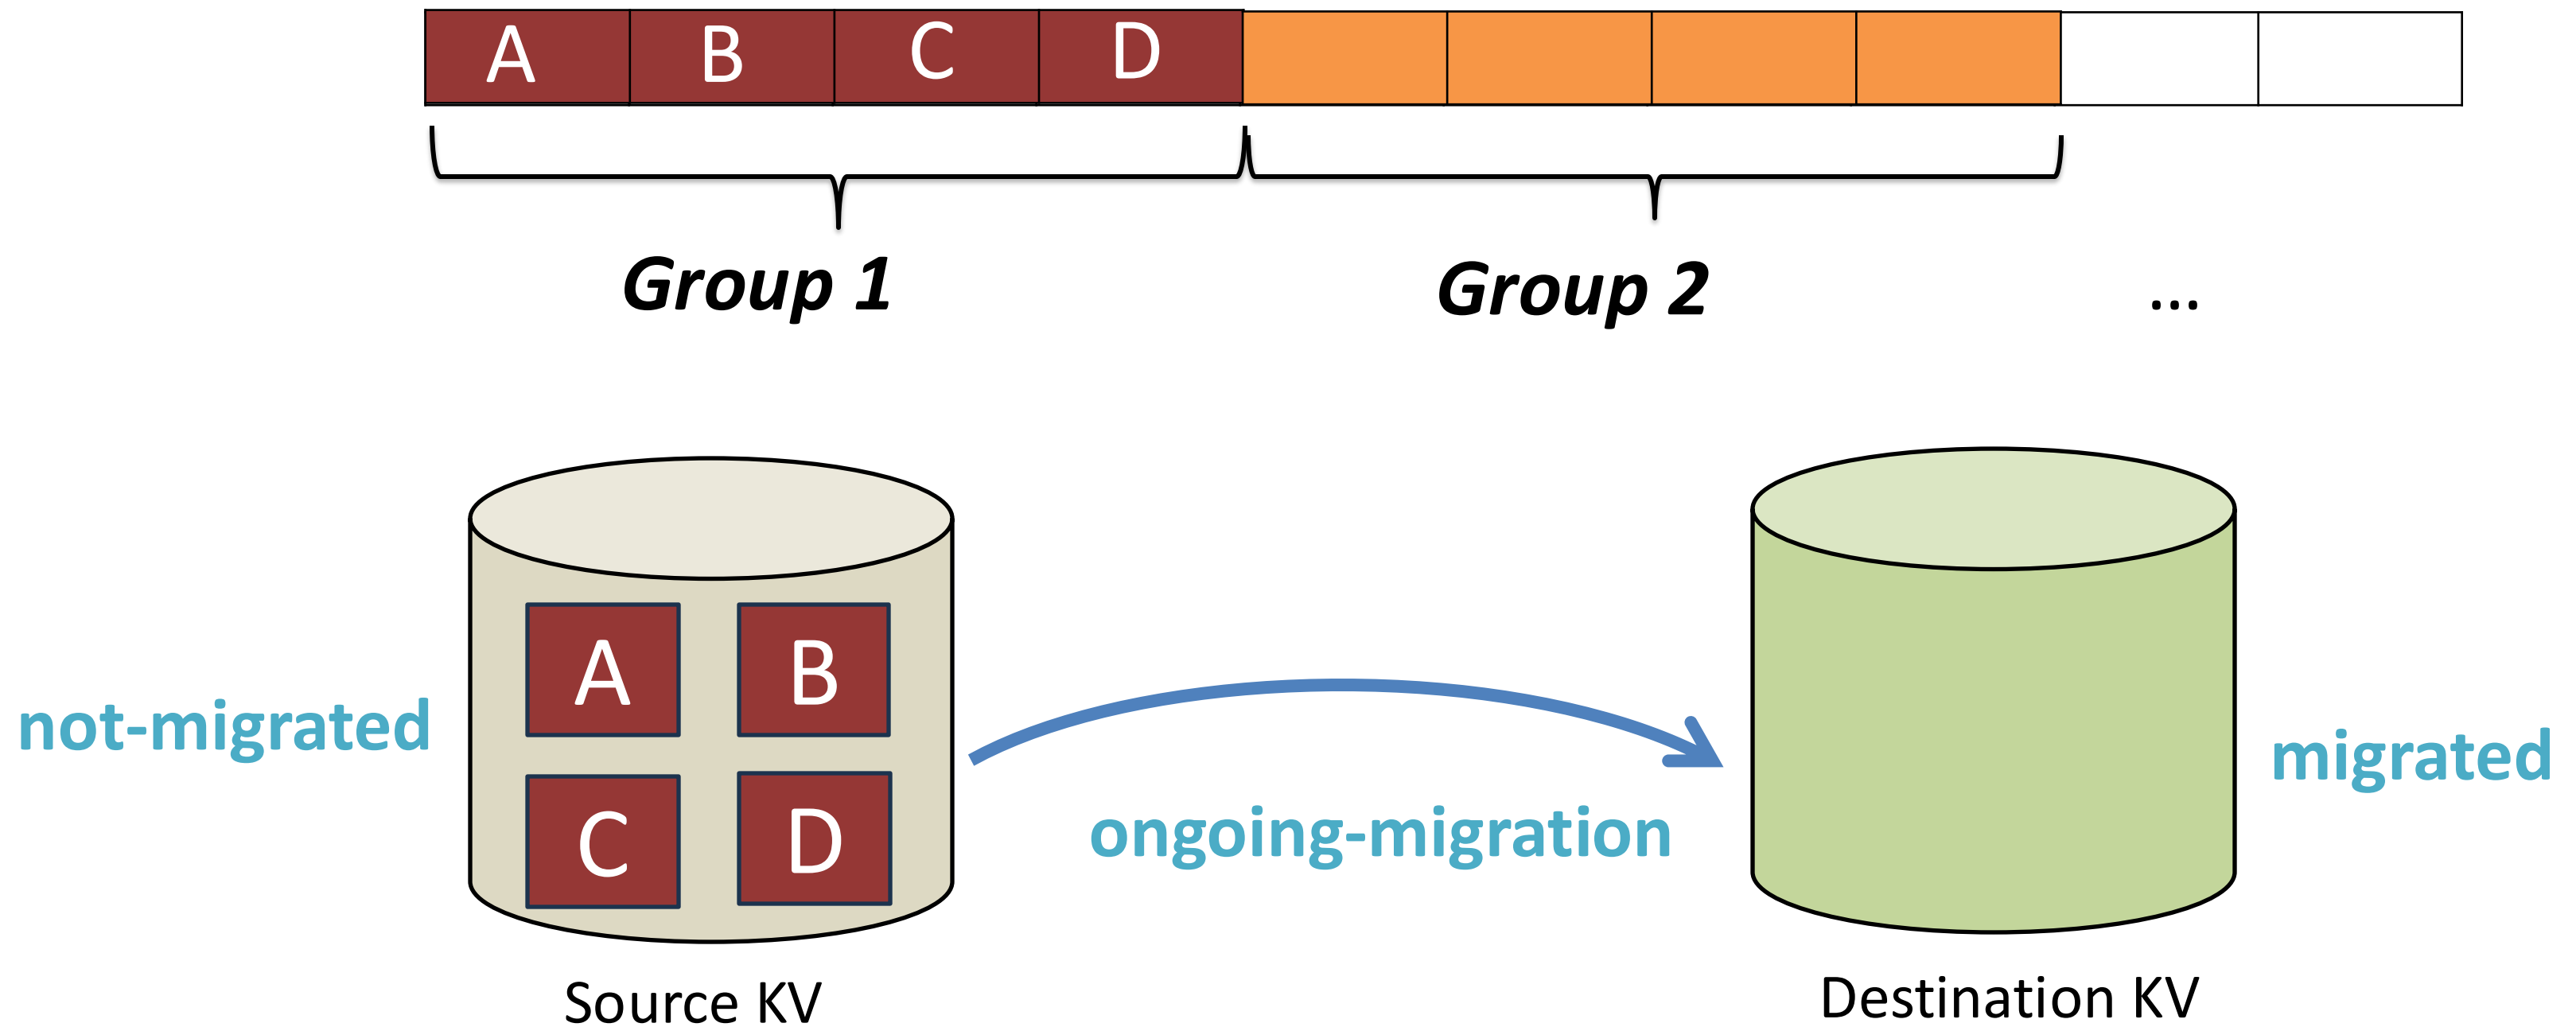 A B C D
Group 1 Group 2 ...
A B
not-migrated
migrated
C D
ongoing-migration
Source KV
Destination KV